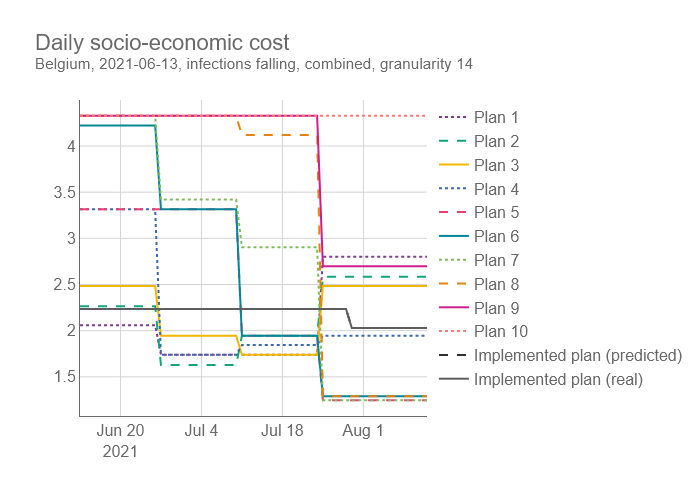 Daily socio-economic cost
Belgium, 2021-06-13, infections falling, combined, granularity 14
4
3.5
3
2.5
2
1.5
Jun 20
2021
Jul 4
Jul 18
Aug 1
Plan 1
Plan 2
Plan 3
Plan 4
Plan 5
Plan 6
Plan 7
Plan 8
Plan 9
Plan 10
Implemented plan (predicted)
Implemented plan (real)